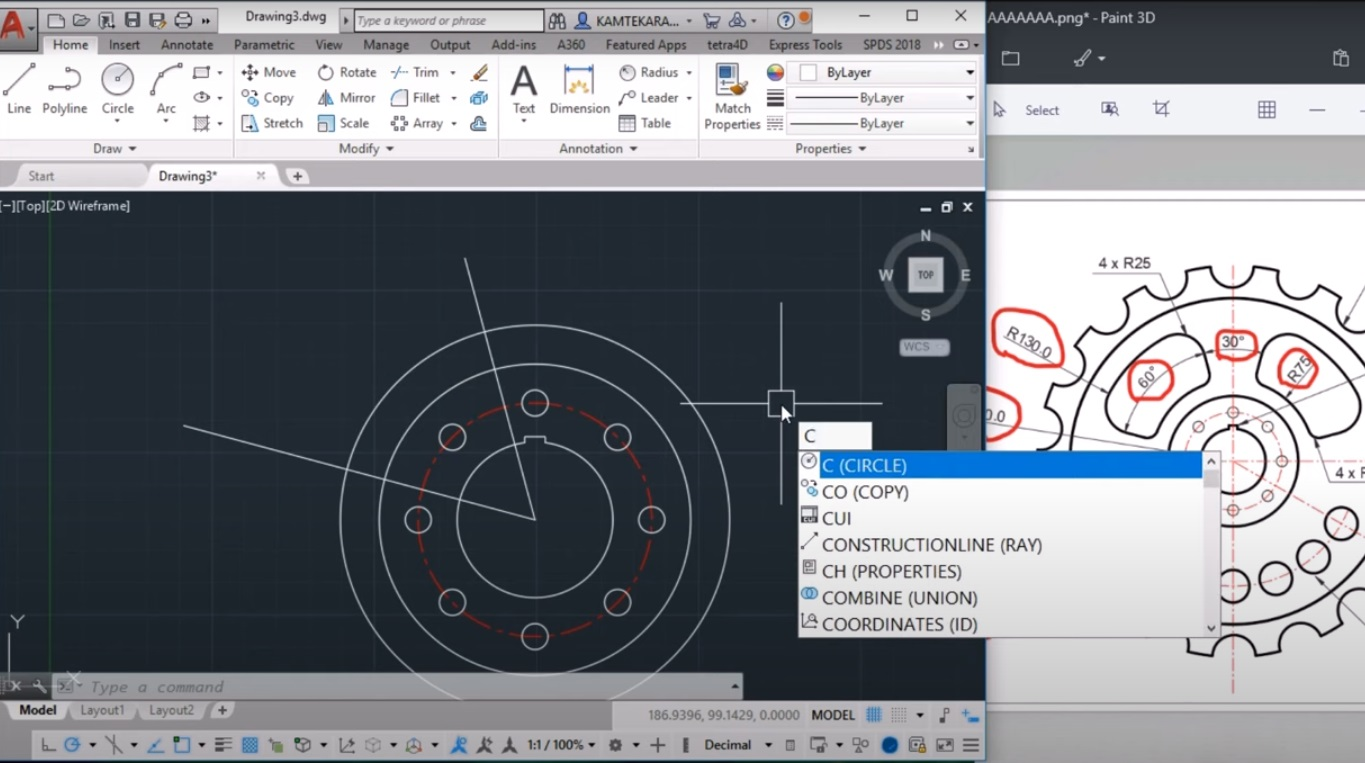 Drawing3.dwg
Type a keyword or phrase
KAMTEKARA...
AAAAAAA.png* - Paint 3D
Home Insert Annotate Parametric View Manage Output Add-ins A360 Featured Apps tetra4D Express Tools SPDS 2018
Line Polyline Circle Arc
Move Rotate Trim
Copy Mirror Fillet
Stretch Scale Array
Text Dimension
Radius
Leader
Table
Match
Properties
ByLayer
ByLayer
ByLayer
Select
Draw Modify Annotation Properties
Start Drawing3*
[−][Top][2D Wireframe]
N
W TOP E
S
WCS
C
C (CIRCLE)
CO (COPY)
CUI
CONSTRUCTIONLINE (RAY)
CH (PROPERTIES)
COMBINE (UNION)
COORDINATES (ID)
4 x R25
R130.0
30°
60°
R75
0.0
4 x
Y
X
Type a command
Model Layout1 Layout2
186.9396, 99.1429, 0.0000 MODEL
1:1 / 100% Decimal